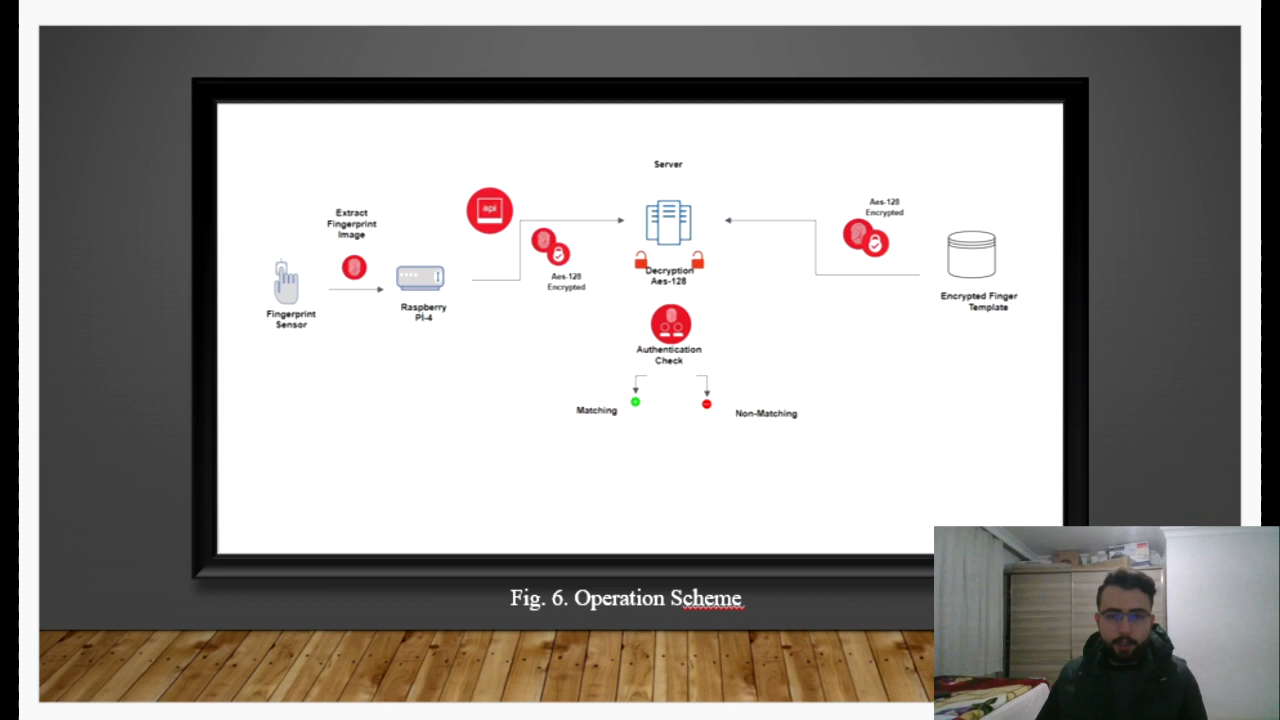 Server
Aes-128
Encrypted
api
Extract
Fingerprint
Image
Decryption
Aes-128
Aes-128
Encrypted
Encrypted Finger
Template
Raspberry
Pİ-4
Fingerprint
Sensor
Authentication
Check
Matching
Non-Matching
Fig. 6. Operation Scheme